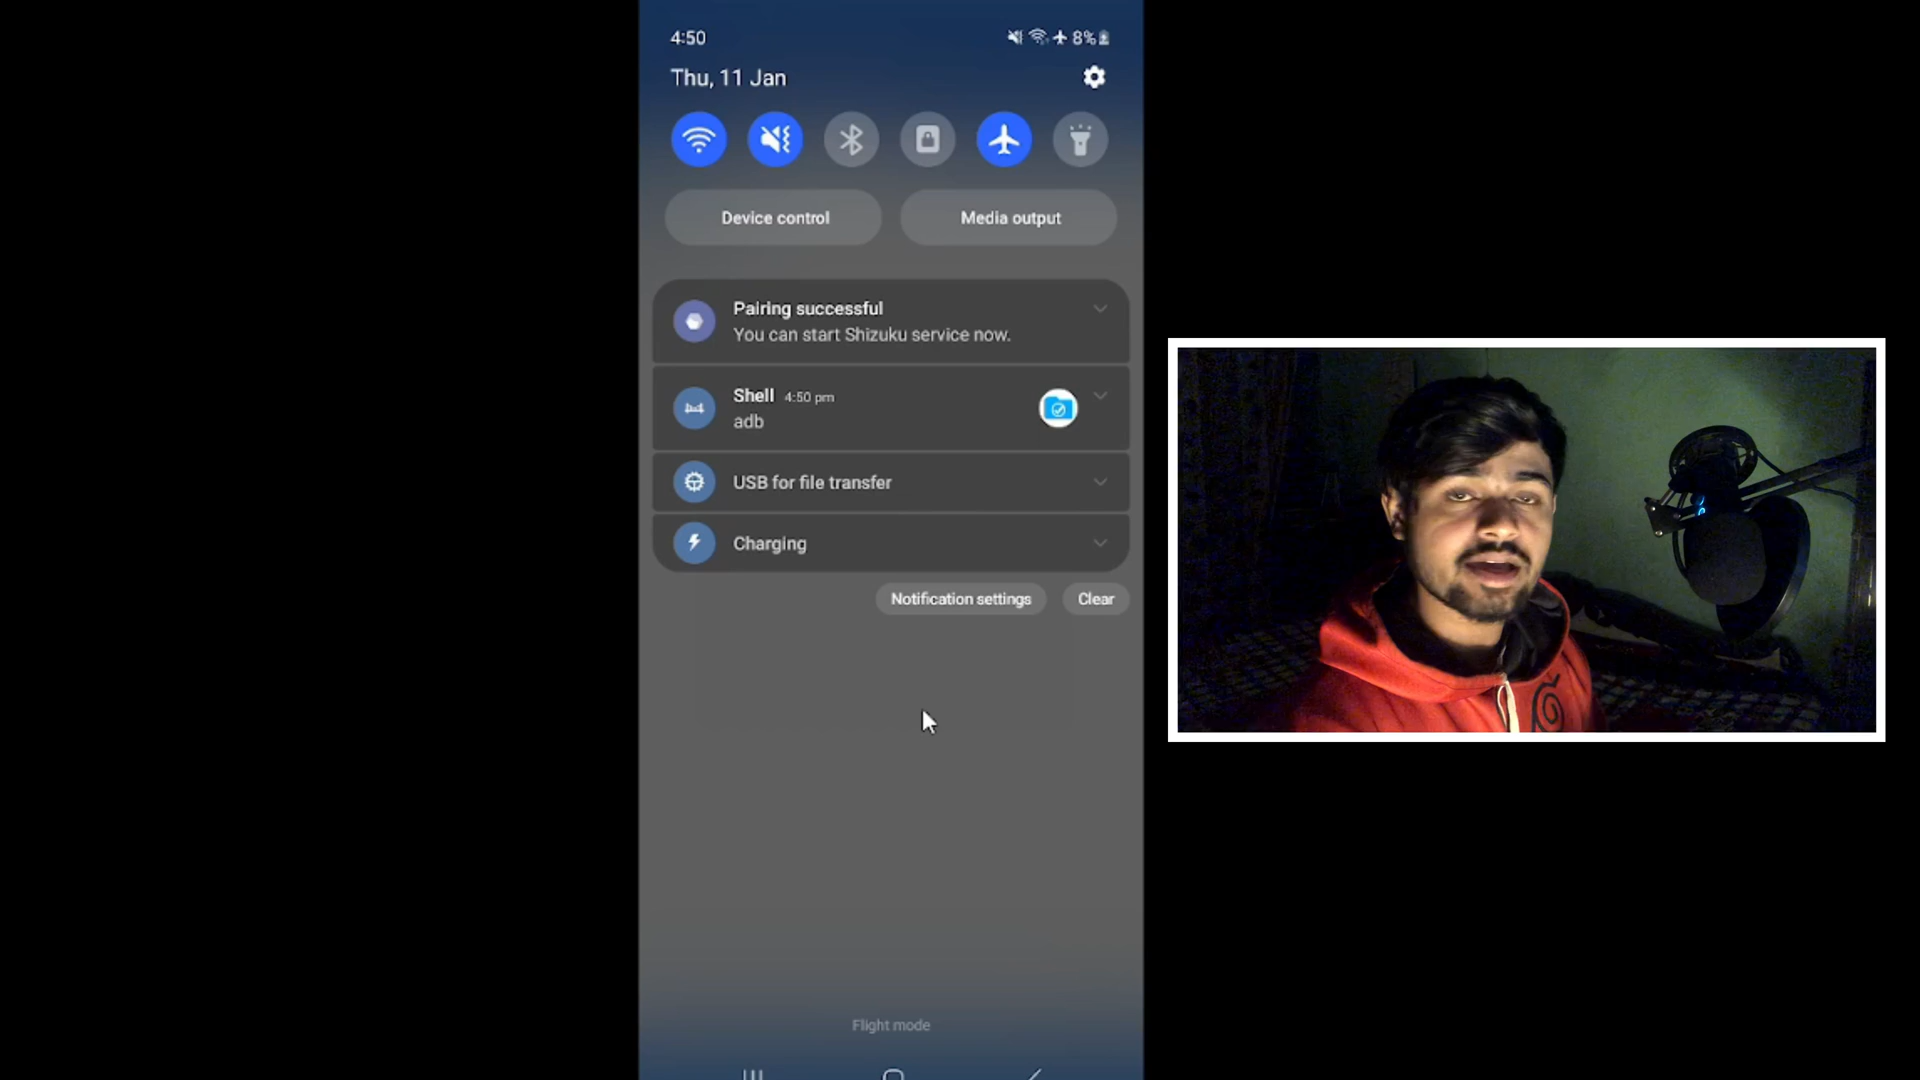 4:50
8%
Thu, 11 Jan
Device control
Media output
Pairing successful
You can start Shizuku service now.
Shell 4:50 pm
adb
USB for file transfer
Charging
Notification settings
Clear
Flight mode